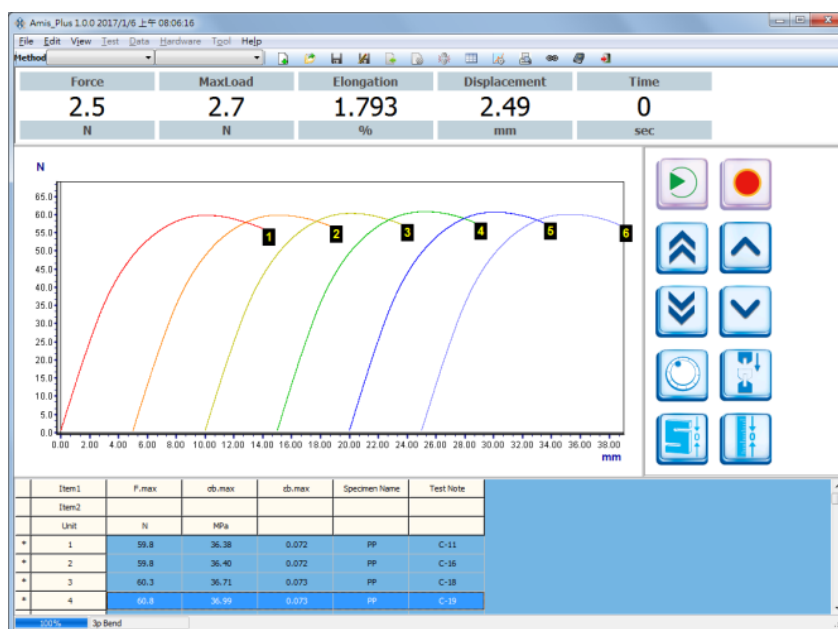 Amis_Plus 1.0.0 2017/1/6 上午 08:06:16
File Edit View Test Data Hardware Tool Help
Method
Force MaxLoad Elongation Displacement Time
2.5 2.7 1.793 2.49 0
N N % mm sec
N
65.0
60.0
55.0
50.0
45.0
40.0
35.0
30.0
25.0
20.0
15.0
10.0
5.0
0.0
1 2 3 4 5 6
0.00 2.00 4.00 6.00 8.00 10.00 12.00 14.00 16.00 18.00 20.00 22.00 24.00 26.00 28.00 30.00 32.00 34.00 36.00 38.00
mm
Item1 P.max σb.max εb.max Specimen Name Test Note
Item2
Unit N MPa
* 1 59.8 36.38 0.072 PP C-11
* 2 59.8 36.40 0.072 PP C-16
* 3 60.3 36.71 0.073 PP C-18
* 4 60.8 36.99 0.073 PP C-19
100% 3p Bend